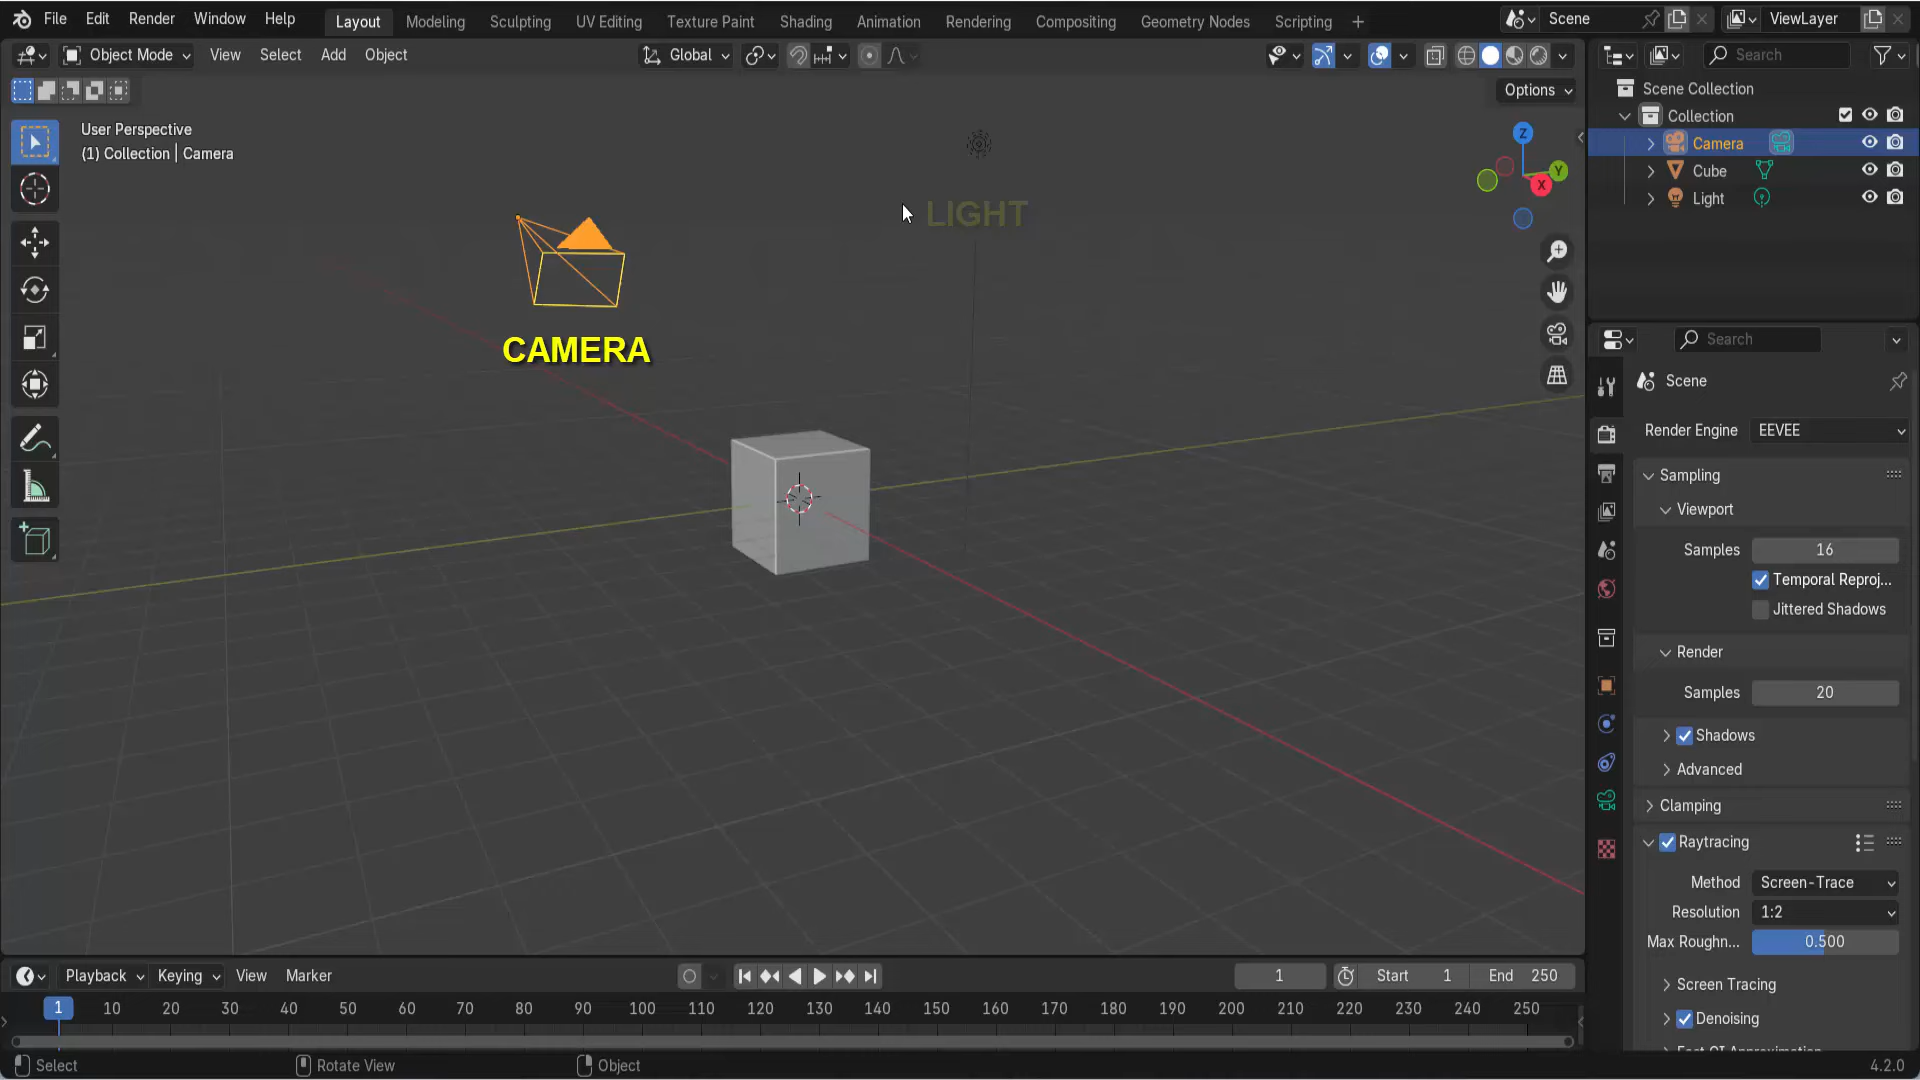 File Edit Render Window Help Layout Modeling Sculpting UV Editing Texture Paint Shading Animation Rendering Compositing Geometry Nodes Scripting + Scene ViewLayer
Object Mode View Select Add Object Global Search
Options
Scene Collection
Collection
Camera
Cube
Light
User Perspective
(1) Collection | Camera
Z
Y
X
LIGHT
CAMERA
Search
Scene
Render Engine EEVEE
Sampling
Viewport
Samples 16
Temporal Reproj...
Jittered Shadows
Render
Samples 20
Shadows
Advanced
Clamping
Raytracing
Method Screen-Trace
Resolution 1:2
Max Roughn... 0.500
Screen Tracing
Denoising
Fast GI Approximation
Playback Keying View Marker 1 Start 1 End 250
1 10 20 30 40 50 60 70 80 90 100 110 120 130 140 150 160 170 180 190 200 210 220 230 240 250
Select Rotate View Object 4.2.0